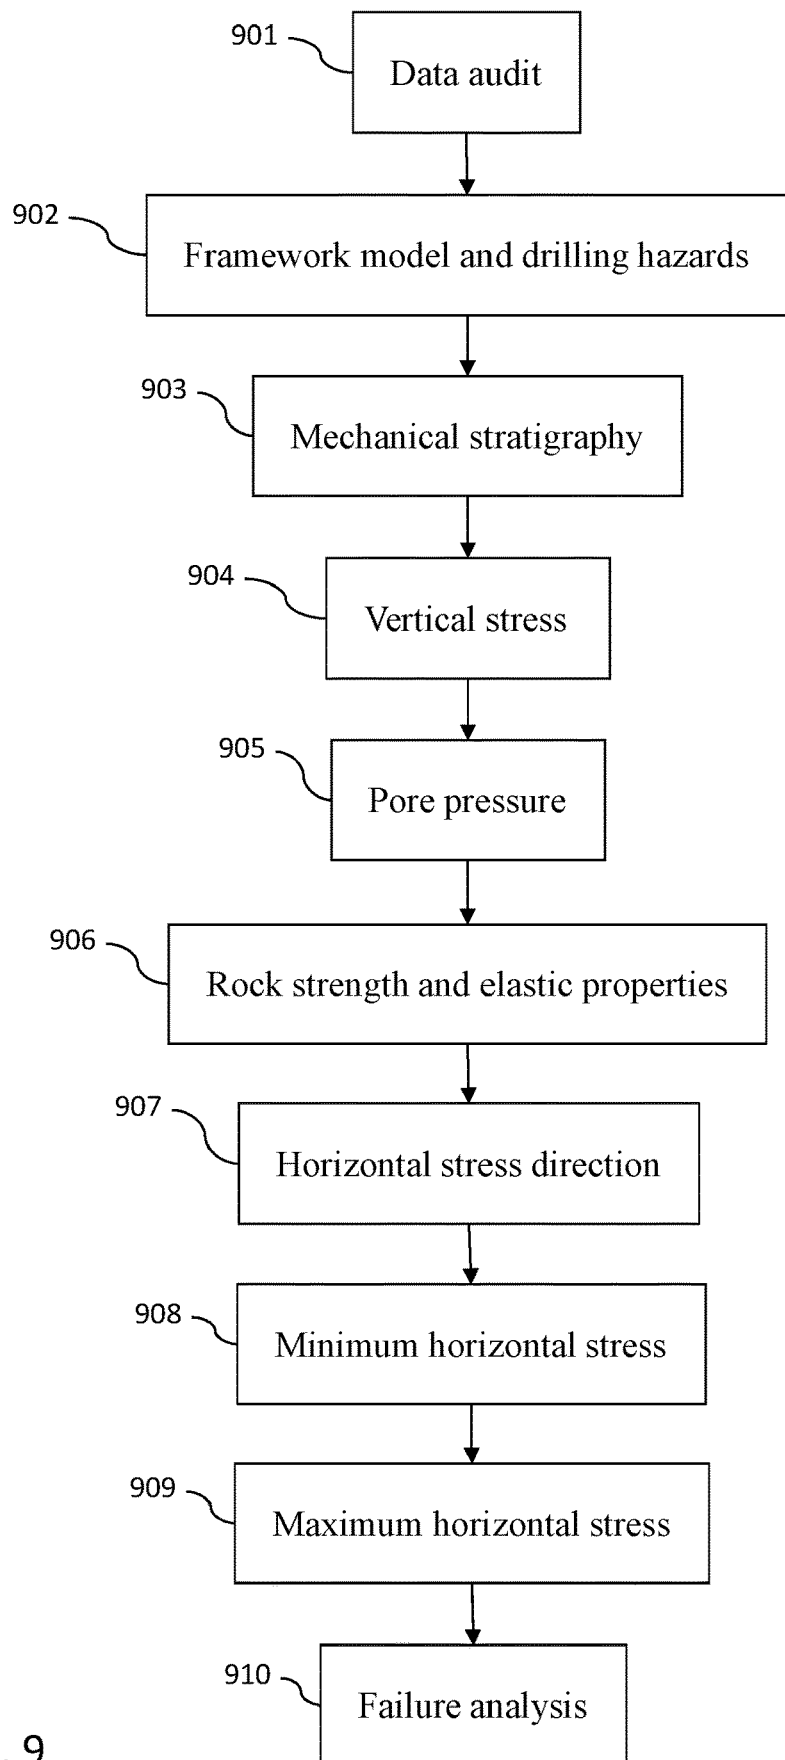 901
Data audit
902
Framework model and drilling hazards
903
Mechanical stratigraphy
904
Vertical stress
905
Pore pressure
906
Rock strength and elastic properties
907
Horizontal stress direction
908
Minimum horizontal stress
909
Maximum horizontal stress
910
Failure analysis
9